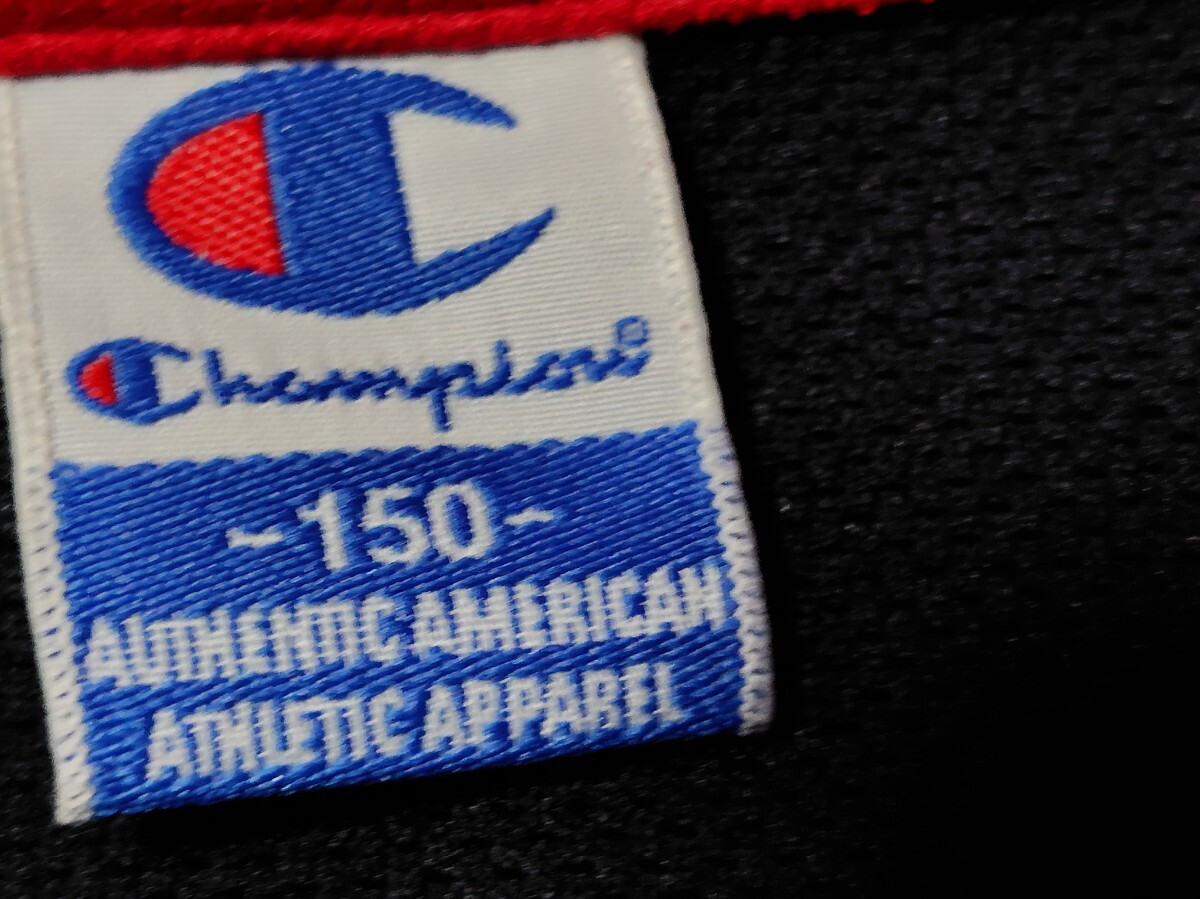 Champion®
-150-
AUTHENTIC AMERICAN
ATHLETIC APPAREL